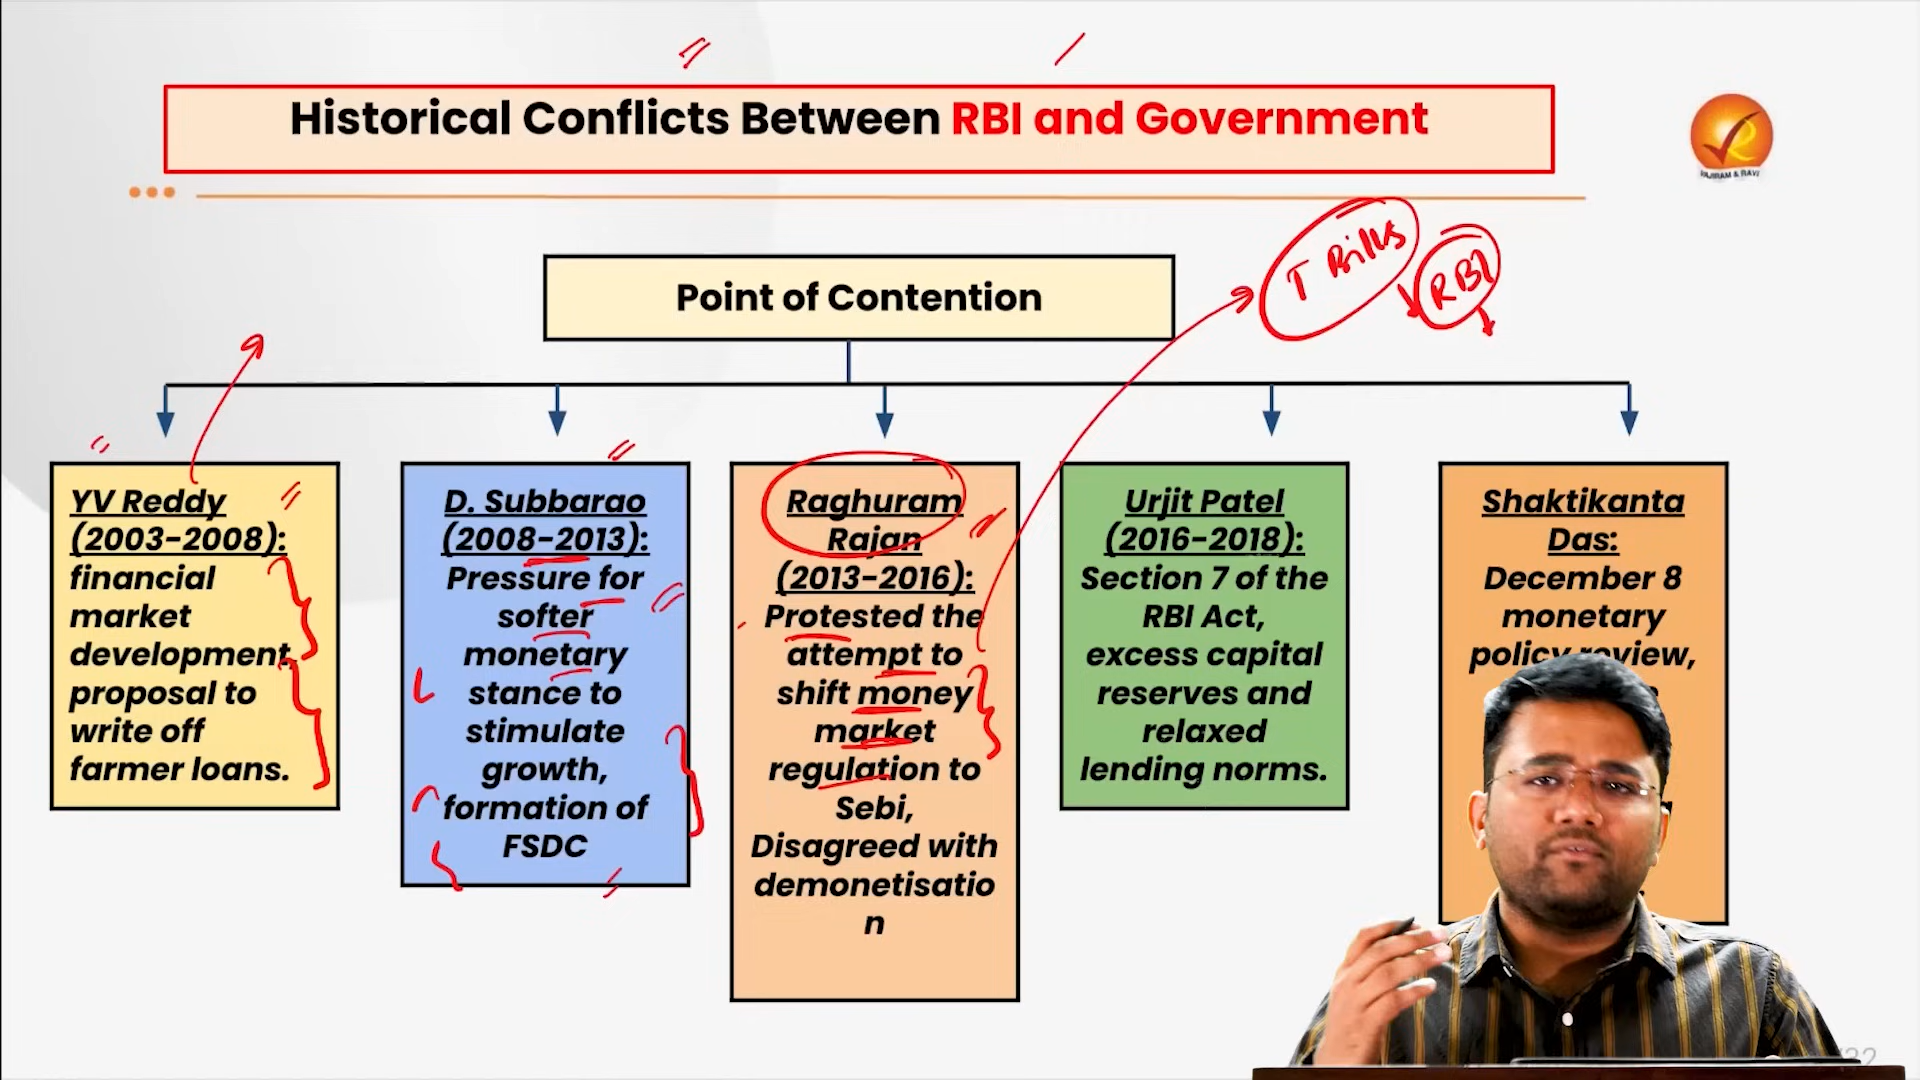 Historical Conflicts Between RBI and Government
VAJIRAM & RAVI
T Bills
RBI
Point of Contention
YV Reddy
(2003-2008):
financial
market
development,
proposal to
write off
farmer loans.
D. Subbarao
(2008-2013):
Pressure for
softer
monetary
stance to
stimulate
growth,
formation of
FSDC
Raghuram
Rajan
(2013-2016):
Protested the
attempt to
shift money
market
regulation to
Sebi,
Disagreed with
demonetisatio
n
Urjit Patel
(2016-2018):
Section 7 of the
RBI Act,
excess capital
reserves and
relaxed
lending norms.
Shaktikanta
Das:
December 8
monetary
policy review,